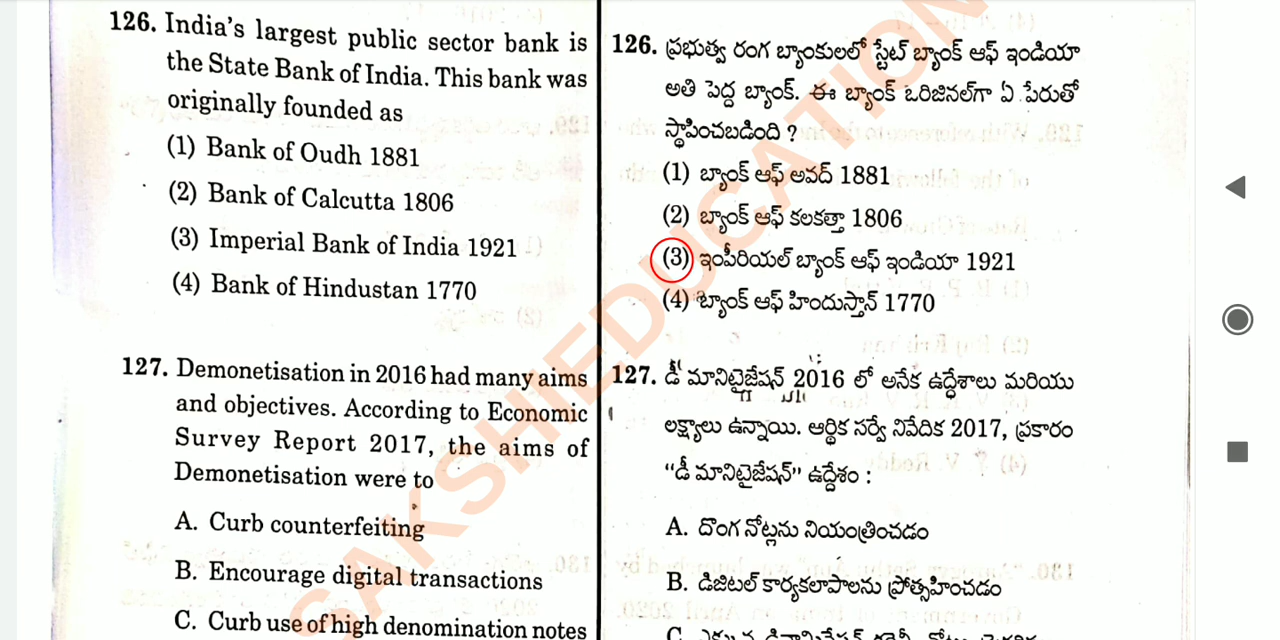 126. India's largest public sector bank is
the State Bank of India. This bank was
originally founded as
(1) Bank of Oudh 1881
(2) Bank of Calcutta 1806
(3) Imperial Bank of India 1921
(4) Bank of Hindustan 1770
127. Demonetisation in 2016 had many aims
and objectives. According to Economic
Survey Report 2017, the aims of
Demonetisation were to
A. Curb counterfeiting
B. Encourage digital transactions
C. Curb use of high denomination notes
126. ప్రభుత్వ రంగ బ్యాంకులలో స్టేట్ బ్యాంక్ ఆఫ్ ఇండియా
అతి పెద్ద బ్యాంక్. ఈ బ్యాంక్ ఒరిజినల్‌గా ఏ పేరుతో
స్థాపించబడింది ?
(1) బ్యాంక్ ఆఫ్ అవద్ 1881
(2) బ్యాంక్ ఆఫ్ కలకత్తా 1806
(3) ఇంపీరియల్ బ్యాంక్ ఆఫ్ ఇండియా 1921
(4) బ్యాంక్ ఆఫ్ హిందుస్తాన్ 1770
127. డీ మానిటైజేషన్ 2016 లో అనేక ఉద్దేశాలు మరియు
లక్ష్యాలు ఉన్నాయి. ఆర్థిక సర్వే నివేదిక 2017, ప్రకారం
"డీ మానిటైజేషన్" ఉద్దేశం :
A. దొంగ నోట్లను నియంత్రించడం
B. డిజిటల్ కార్యకలాపాలను ప్రోత్సహించడం
SAKSHIEDUCATION